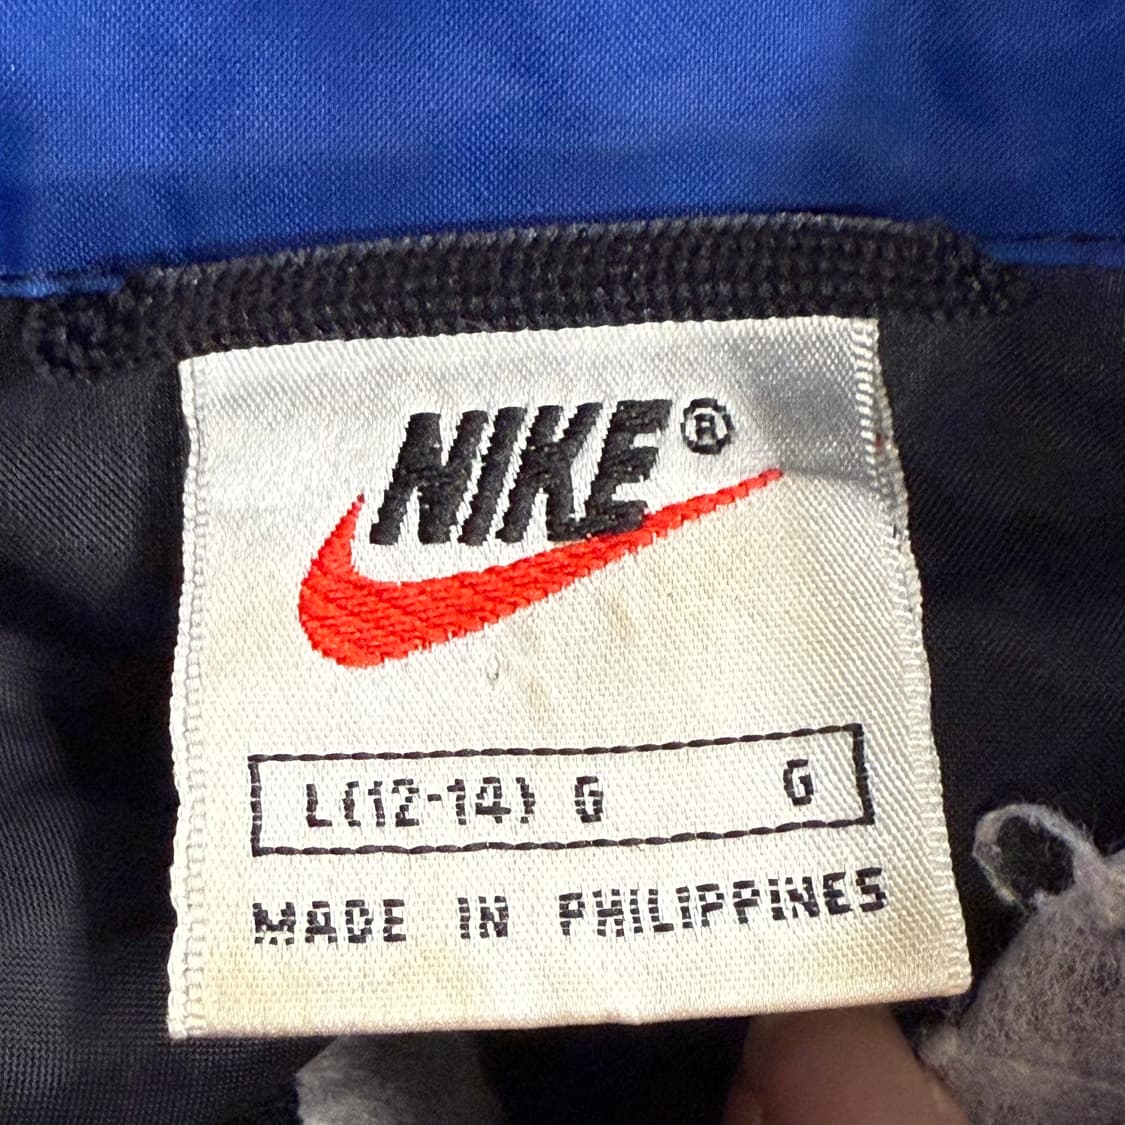 NIKE®
L(12-14) G G
MADE IN PHILIPPINES